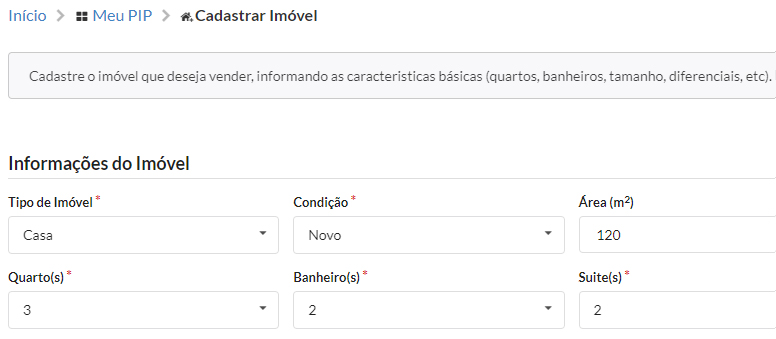 Início > Meu PIP > Cadastrar Imóvel
Cadastre o imóvel que deseja vender, informando as caracteristicas básicas (quartos, banheiros, tamanho, diferenciais, etc).
Informações do Imóvel
Tipo de Imóvel * Condição * Área (m²)
Casa Novo 120
Quarto(s) * Banheiro(s) * Suite(s) *
3 2 2